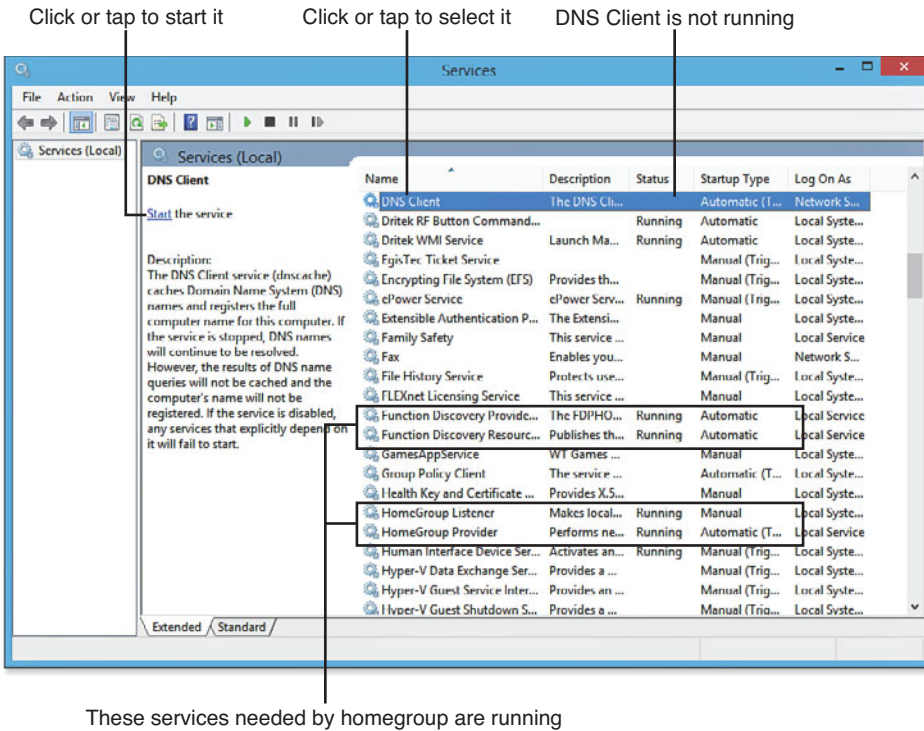 Click or tap to start it
Click or tap to select it
DNS Client is not running
Services
File Action View Help
Services (Local)
Services (Local)
DNS Client
Start the service
Description:
The DNS Client service (dnscache)
caches Domain Name System (DNS)
names and registers the full
computer name for this computer. If
the service is stopped, DNS names
will continue to be resolved.
However, the results of DNS name
queries will not be cached and the
computer's name will not be
registered. If the service is disabled,
any services that explicitly depend on
it will fail to start.
Name Description Status Startup Type Log On As
DNS Client The DNS Cli... Automatic (T... Network S...
Dritek RF Button Command... Running Automatic Local Syste...
Dritek WMI Service Launch Ma... Running Automatic Local Syste...
EgisTec Ticket Service Manual (Trig... Local Syste...
Encrypting File System (EFS) Provides th... Manual (Trig... Local Syste...
ePower Service ePower Serv... Running Manual (Trig... Local Syste...
Extensible Authentication P... The Extensi... Manual Local Syste...
Family Safety This service ... Manual Local Service
Fax Enables you... Manual Network S...
File History Service Protects use... Manual (Trig... Local Syste...
FLEXnet Licensing Service This service ... Manual Local Syste...
Function Discovery Provide... The FDPHO... Running Automatic Local Service
Function Discovery Resourc... Publishes th... Running Automatic Local Service
GamesAppService WT Games ... Manual Local Syste...
Group Policy Client The service ... Automatic (T... Local Syste...
Health Key and Certificate ... Provides X.5... Manual Local Syste...
HomeGroup Listener Makes local... Running Manual Local Syste...
HomeGroup Provider Performs ne... Running Automatic (T... Local Service
Human Interface Device Ser... Activates an... Running Manual (Trig... Local Syste...
Hyper-V Data Exchange Ser... Provides a ... Manual (Trig... Local Syste...
Hyper-V Guest Service Inter... Provides an ... Manual (Trig... Local Syste...
Hyper-V Guest Shutdown S... Provides a ... Manual (Trig... Local Syste...
Extended Standard
These services needed by homegroup are running